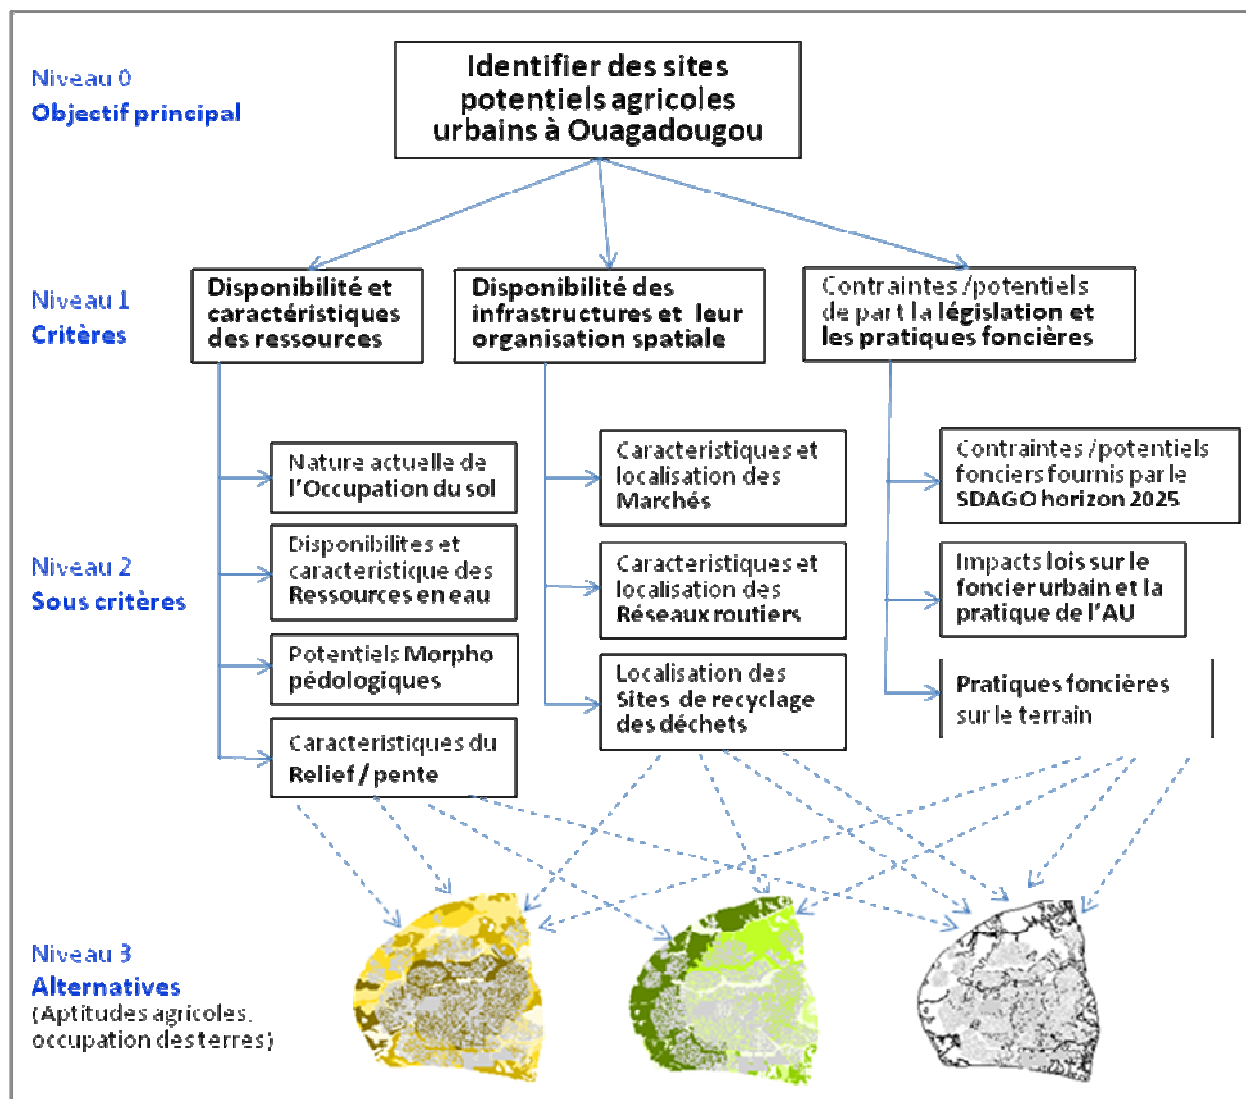 Niveau 0
Objectif principal
Identifier des sites
potentiels agricoles
urbains à Ouagadougou
Niveau 1
Critères
Disponibilité et
caractéristiques
des ressources
Disponibilité des
infrastructures et leur
organisation spatiale
Contraintes /potentiels
de part la législation et
les pratiques foncières
Niveau 2
Sous critères
Nature actuelle de
l'Occupation du sol
Disponibilites et
caractéristique des
Ressources en eau
Potentiels Morpho
pédologiques
Caracteristiques du
Relief / pente
Caracteristiques et
localisation des
Marchés
Caracteristiques et
localisation des
Réseaux routiers
Localisation des
Sites de recyclage
des déchets
Contraintes /potentiels
fonciers fournis par le
SDAGO horizon 2025
Impacts lois sur le
foncier urbain et la
pratique de l'AU
Pratiques foncières
sur le terrain
Niveau 3
Alternatives
(Aptitudes agricoles,
occupation des terres)